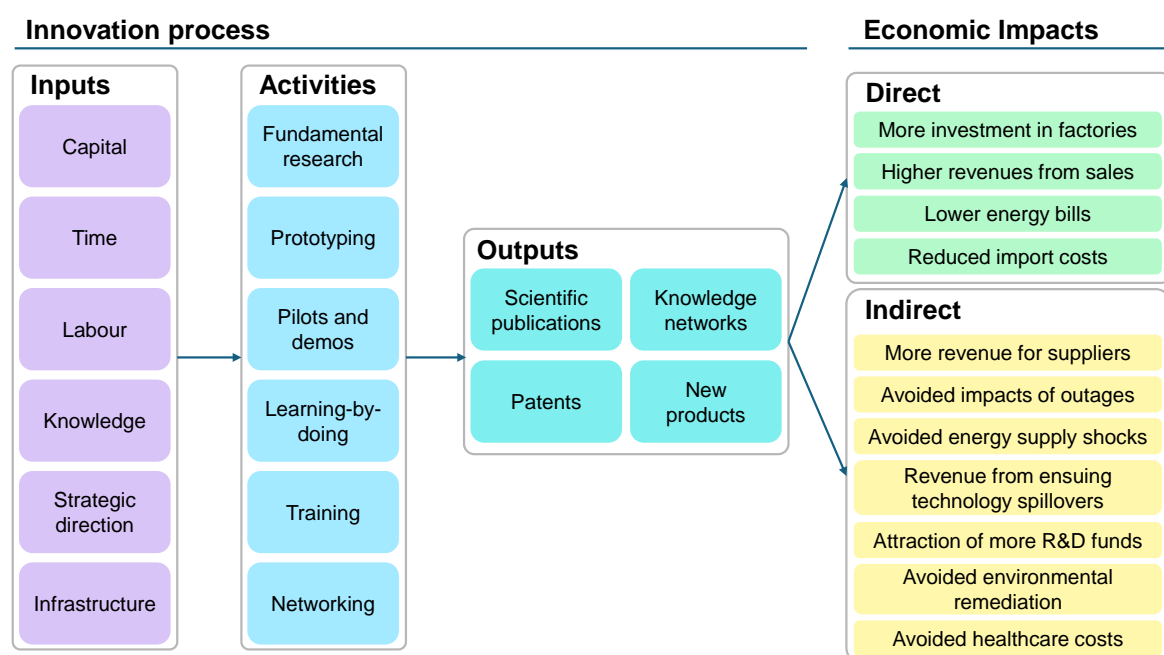 Innovation process
Economic Impacts
Inputs
Capital
Time
Labour
Knowledge
Strategic
direction
Infrastructure
Activities
Fundamental
research
Prototyping
Pilots and
demos
Learning-by-
doing
Training
Networking
Outputs
Scientific
publications
Knowledge
networks
Patents
New
products
Direct
More investment in factories
Higher revenues from sales
Lower energy bills
Reduced import costs
Indirect
More revenue for suppliers
Avoided impacts of outages
Avoided energy supply shocks
Revenue from ensuing
technology spillovers
Attraction of more R&D funds
Avoided environmental
remediation
Avoided healthcare costs